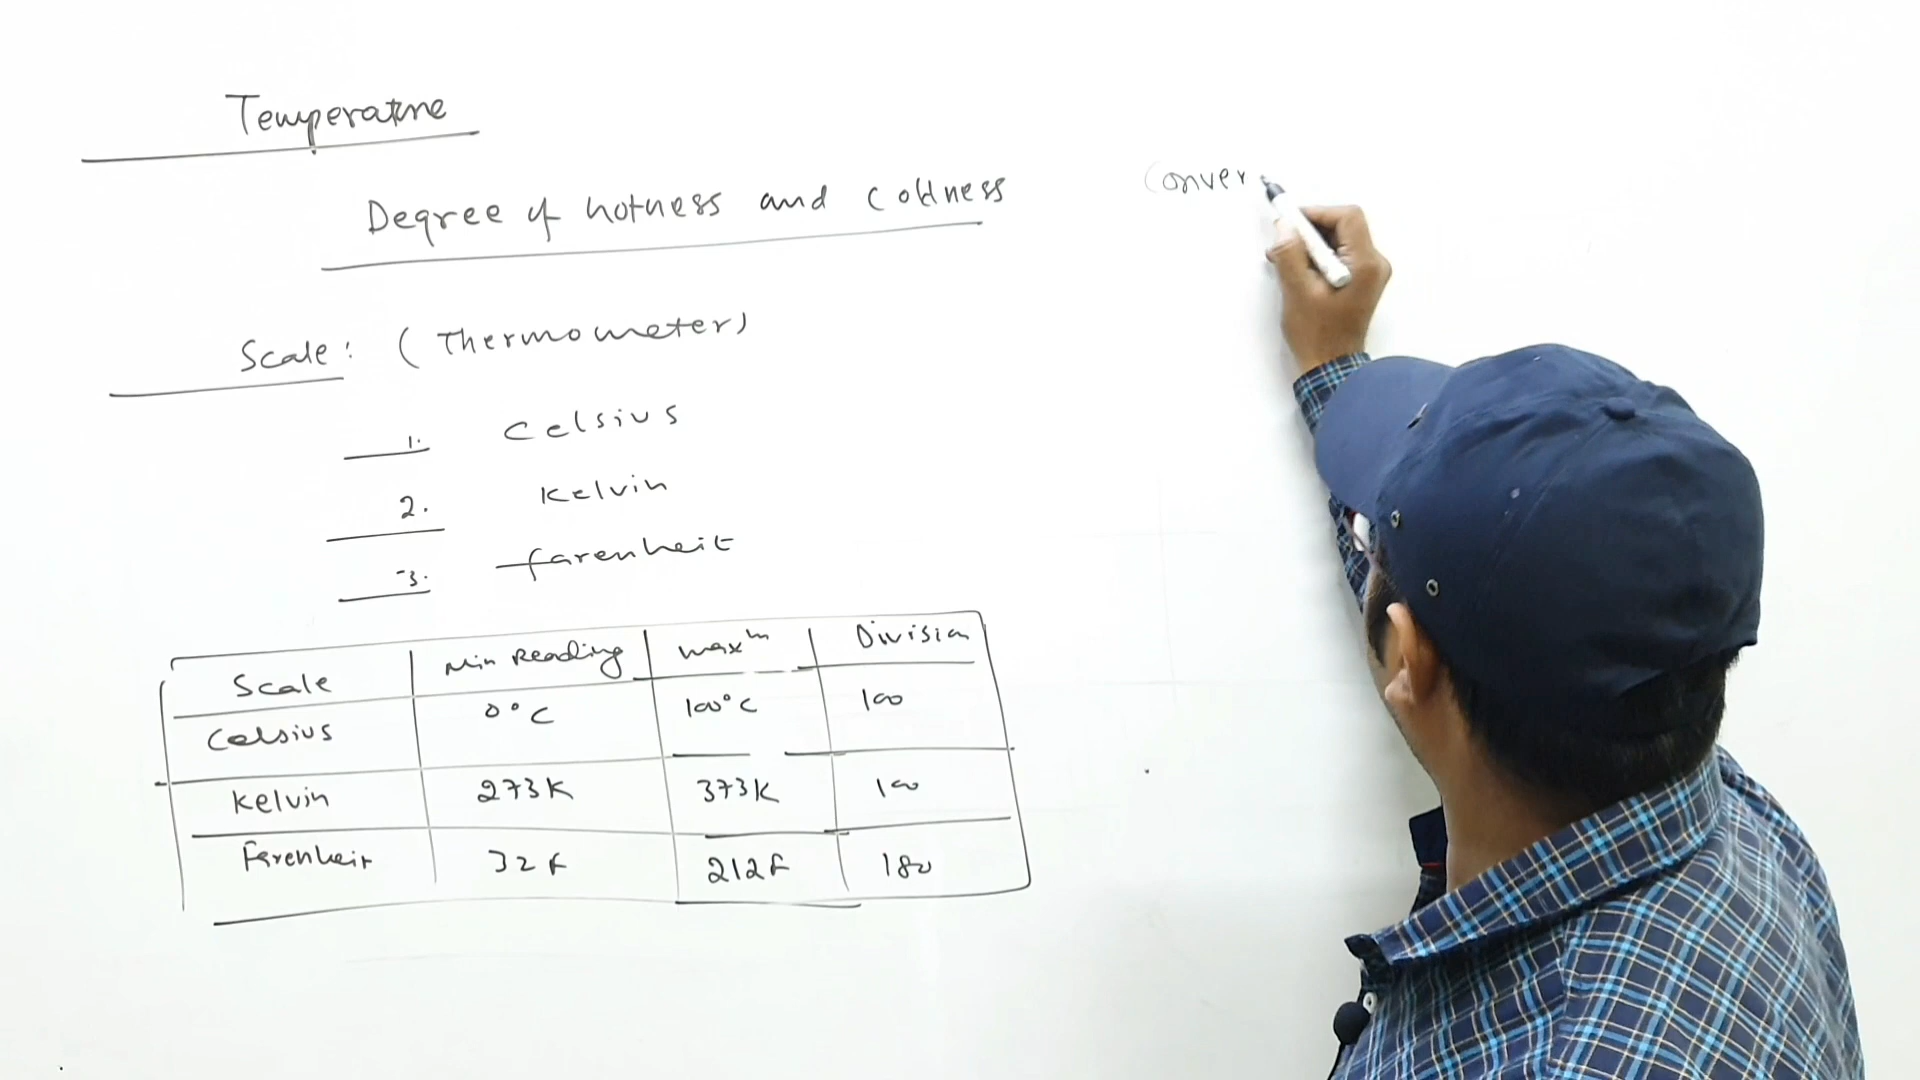 Temperature
Degree of hotness and coldness
Scale: (Thermometer)
1. Celsius
2. Kelvin
3. farenheit
Scale Min Reading maxm Division
Celsius 0°C 100°C 100
Kelvin 273K 373K 100
Farenheit 32F 212F 180
Conver